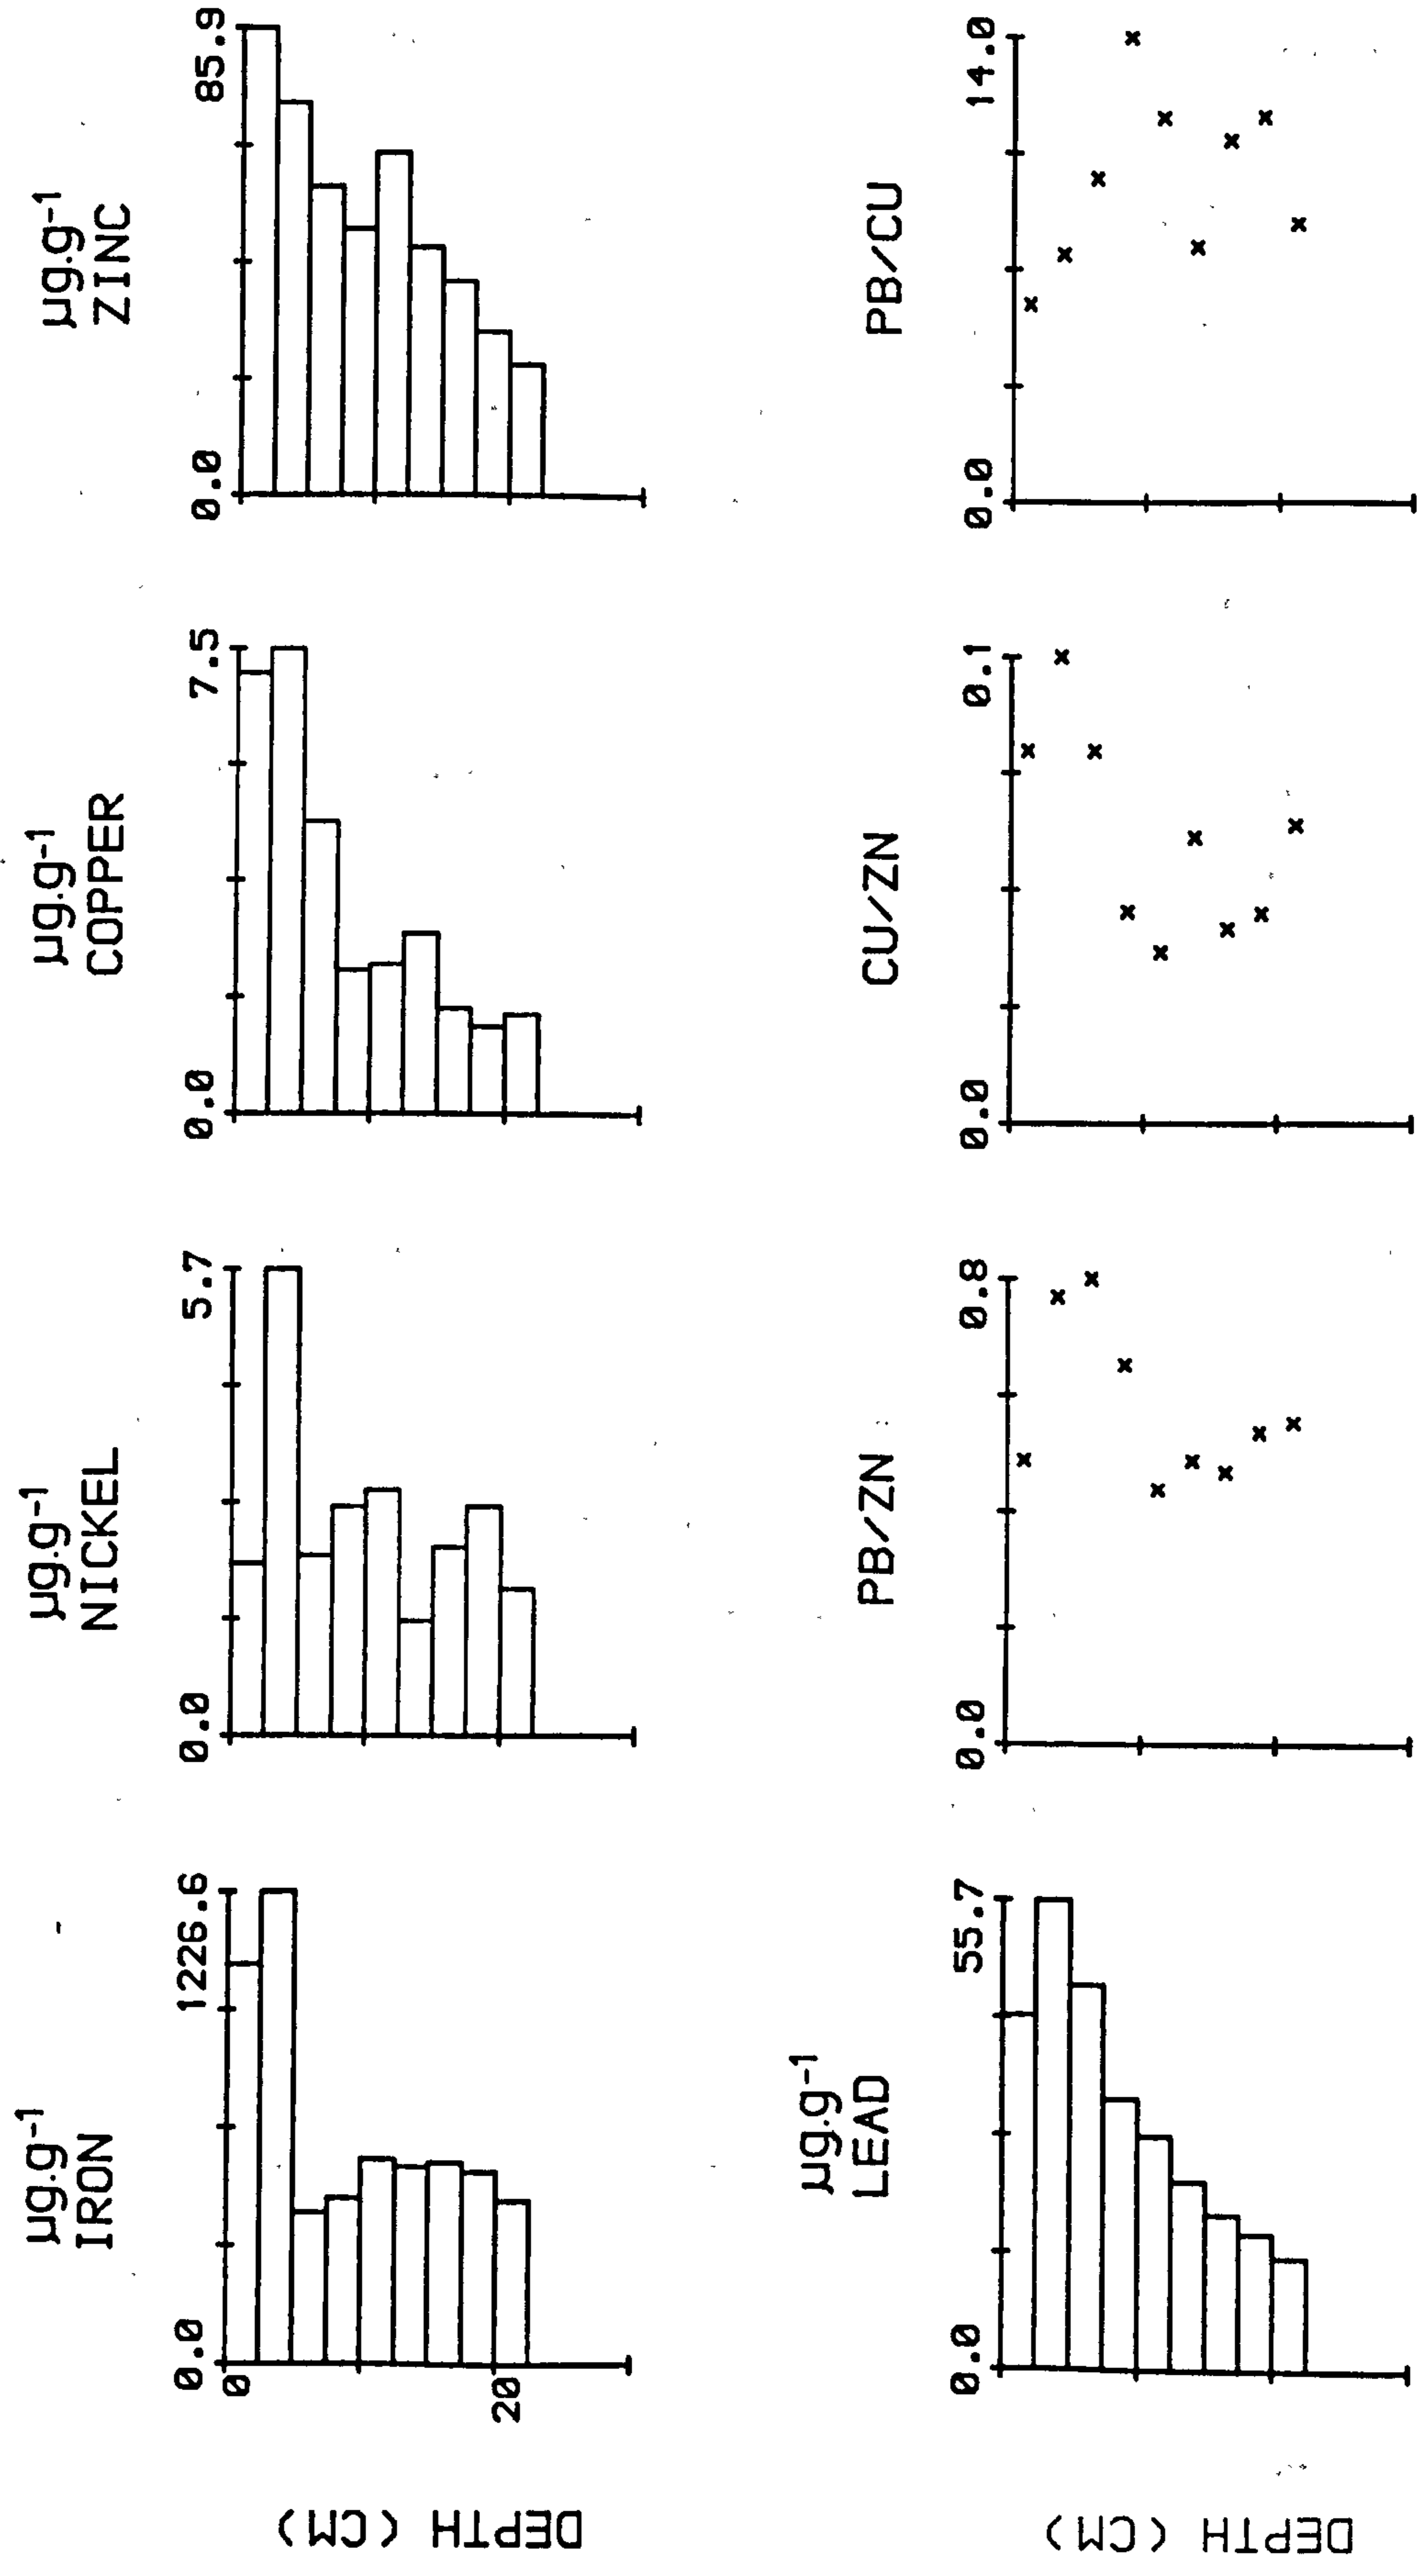 µg.g-1
IRON
0.0
1226.6
0
20
DEPTH (CM)
µg.g-1
NICKEL
0.0
5.7
µg.g-1
COPPER
0.0
7.5
µg.g-1
ZINC
0.0
85.9
µg.g-1
LEAD
0.0
55.7
DEPTH (CM)
PB/ZN
0.0
0.8
CU/ZN
0.0
0.1
PB/CU
0.0
14.0